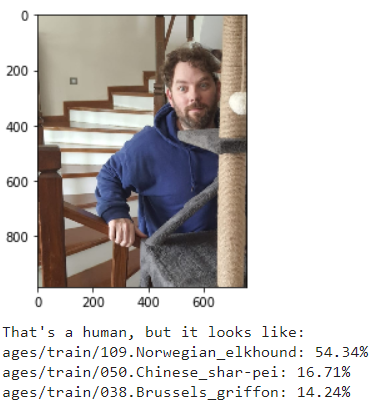 0
200
400
600
800
0 200 400 600
That's a human, but it looks like:
ages/train/109.Norwegian_elkhound: 54.34%
ages/train/050.Chinese_shar-pei: 16.71%
ages/train/038.Brussels_griffon: 14.24%